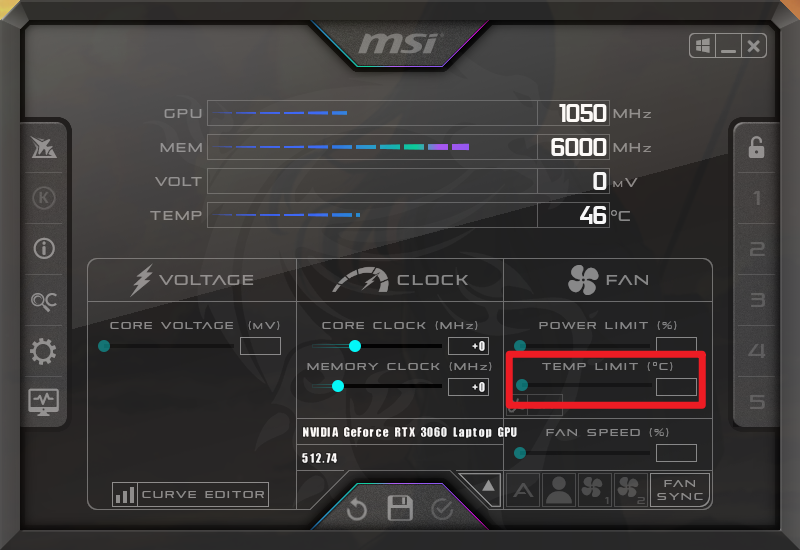 msi
GPU 1050 MHz
MEM 6000 MHz
VOLT 0 MV
TEMP 46 °C
K
1
2
3
4
5
VOLTAGE
CLOCK
FAN
CORE VOLTAGE (MV)
CORE CLOCK (MHz)
+0
MEMORY CLOCK (MHz)
+0
POWER LIMIT (%)
TEMP LIMIT (°C)
NVIDIA GeForce RTX 3060 Laptop GPU
512.74
FAN SPEED (%)
CURVE EDITOR
A
1
2
FAN
SYNC